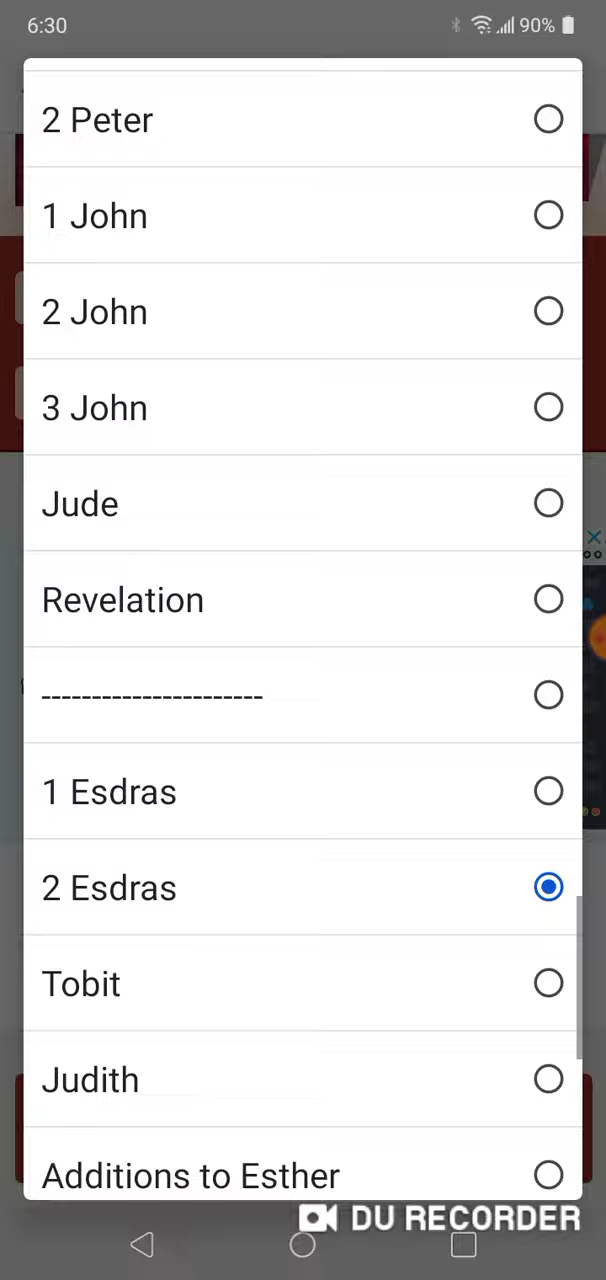 6:30
90%
2 Peter
1 John
2 John
3 John
Jude
Revelation
----------------------
1 Esdras
2 Esdras
Tobit
Judith
Additions to Esther
DU RECORDER